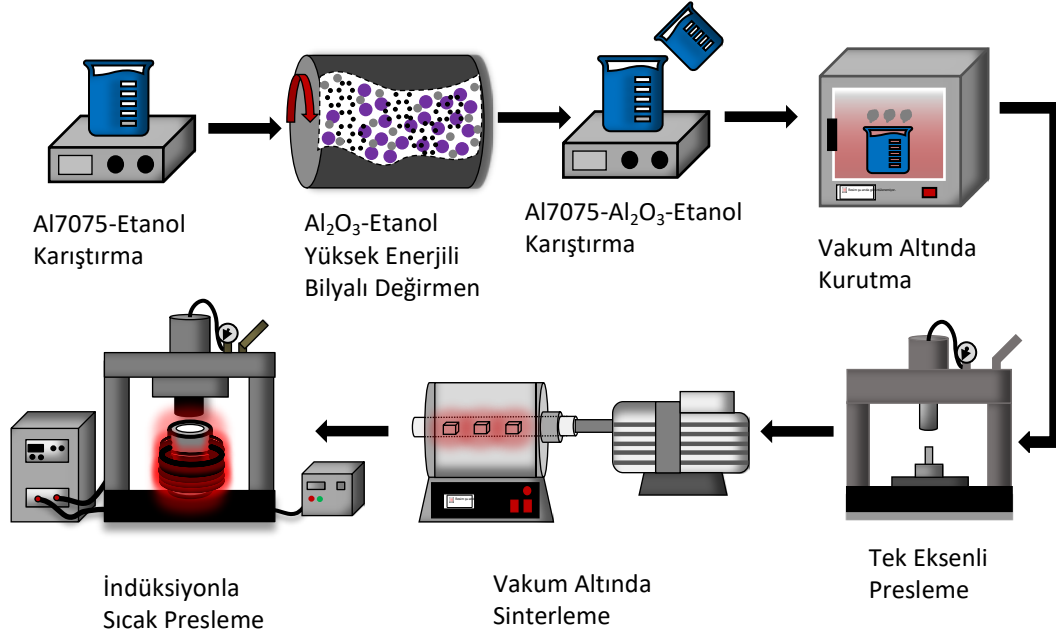 Al7075-Etanol
Karıştırma
Al₂O₃-Etanol
Yüksek Enerjili
Bilyalı Değirmen
Al7075-Al₂O₃-Etanol
Karıştırma
Vakum Altında
Kurutma
İndüksiyonla
Sıcak Presleme
Vakum Altında
Sinterleme
Tek Eksenli
Presleme